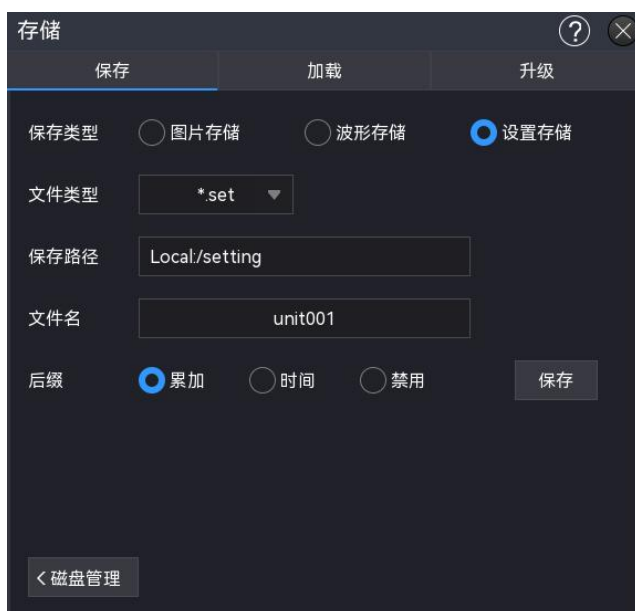 存储
保存 加载 升级
保存类型 图片存储 波形存储 设置存储
文件类型 *.set
保存路径 Local:/setting
文件名 unit001
后缀 累加 时间 禁用 保存
磁盘管理